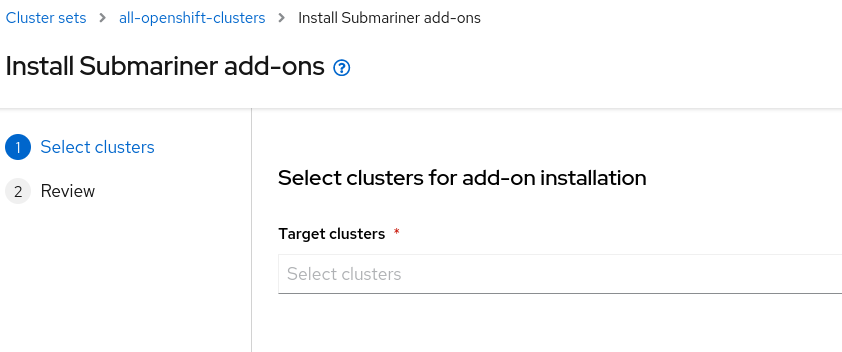 Cluster sets > all-openshift-clusters > Install Submariner add-ons
Install Submariner add-ons ?
1 Select clusters
2 Review
Select clusters for add-on installation
Target clusters *
Select clusters